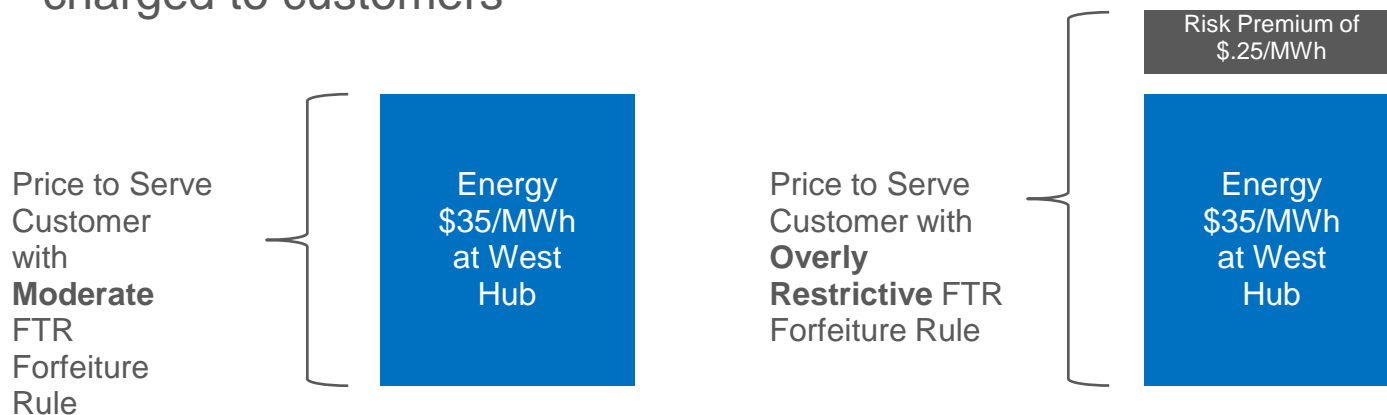 charged to customers
Price to Serve
Customer
with
Moderate
FTR
Forfeiture
Rule
Energy
$35/MWh
at West
Hub
Price to Serve
Customer with
Overly
Restrictive FTR
Forfeiture Rule
Risk Premium of
$.25/MWh
Energy
$35/MWh
at West
Hub